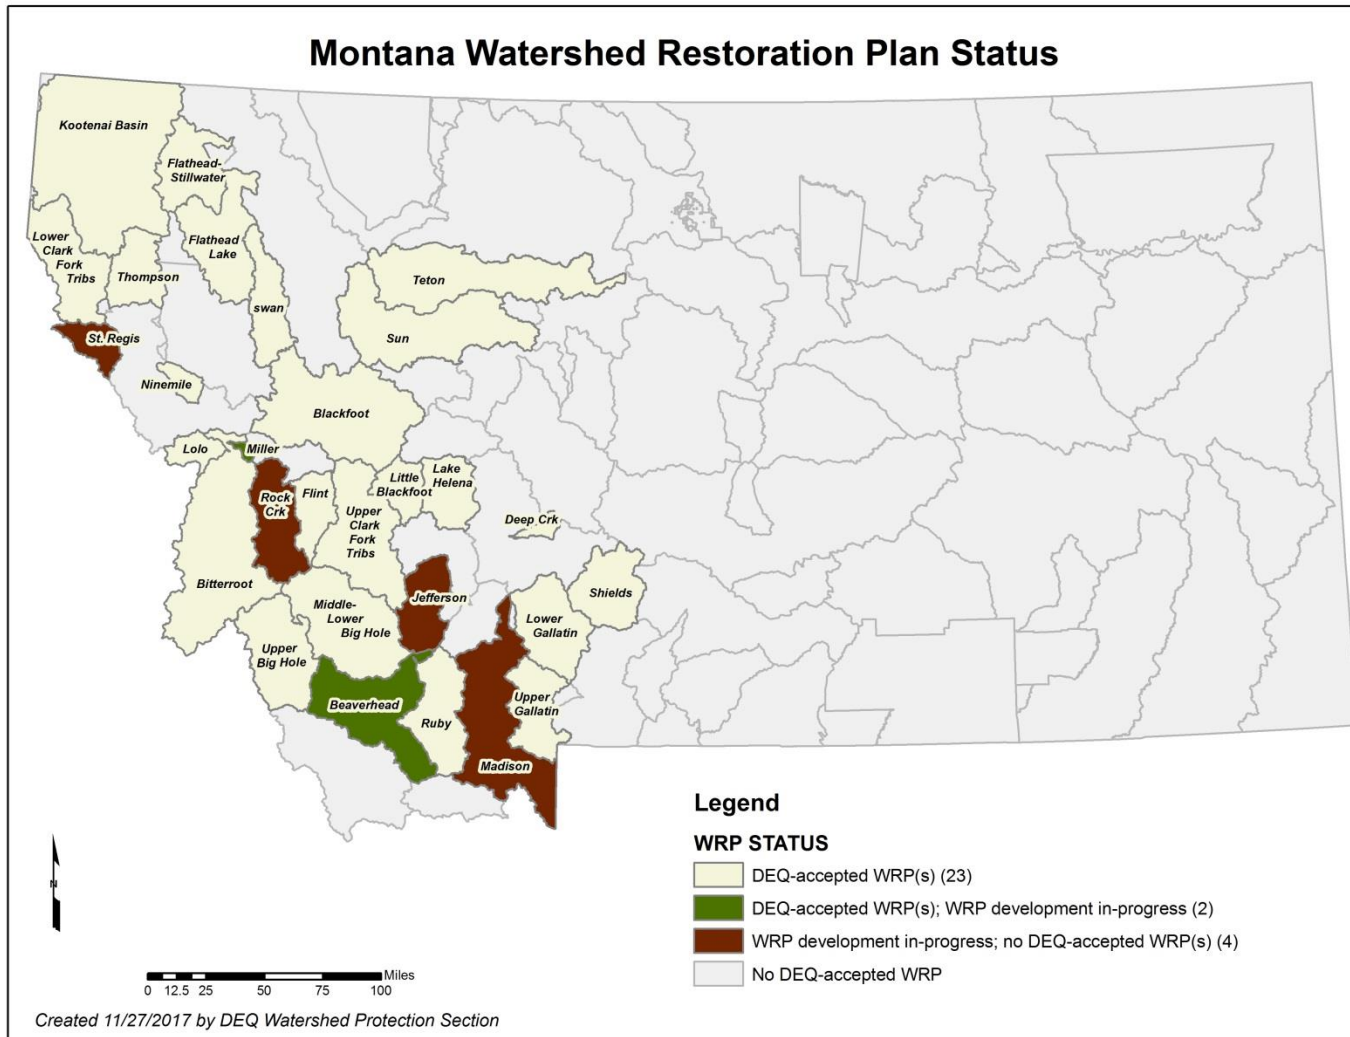 Montana Watershed Restoration Plan Status
Kootenai Basin
Flathead-
Stillwater
Lower
Clark
Fork
Tribs
Thompson
Flathead
Lake
swan
Teton
Sun
St. Regis
Ninemile
Blackfoot
Lolo
Miller
Rock
Crk
Flint
Upper
Clark
Fork
Tribs
Little
Blackfoot
Lake
Helena
Deep Crk
Bitterroot
Middle-
Lower
Big Hole
Jefferson
Lower
Gallatin
Shields
Upper
Big Hole
Beaverhead
Ruby
Upper
Gallatin
Madison
Legend
WRP STATUS
DEQ-accepted WRP(s) (23)
DEQ-accepted WRP(s); WRP development in-progress (2)
WRP development in-progress; no DEQ-accepted WRP(s) (4)
No DEQ-accepted WRP
N
Miles
0 12.5 25 50 75 100
Created 11/27/2017 by DEQ Watershed Protection Section